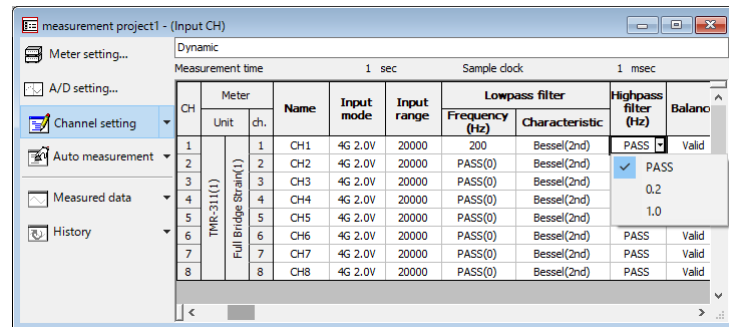 measurement project1 - (Input CH)
Meter setting...
A/D setting...
Channel setting
Auto measurement
Measured data
History
Dynamic
Measurement time 1 sec Sample clock 1 msec
CH Meter Name Input mode Input range Lowpass filter Highpass filter (Hz) Balanc
Unit ch. Frequency (Hz) Characteristic
TMR-311(1)
Full Bridge Strain(1)
1 1 CH1 4G 2.0V 20000 200 Bessel(2nd) PASS Valid
2 2 CH2 4G 2.0V 20000 PASS(0) Bessel(2nd)
3 3 CH3 4G 2.0V 20000 PASS(0) Bessel(2nd)
4 4 CH4 4G 2.0V 20000 PASS(0) Bessel(2nd)
5 5 CH5 4G 2.0V 20000 PASS(0) Bessel(2nd)
6 6 CH6 4G 2.0V 20000 PASS(0) Bessel(2nd) PASS Valid
7 7 CH7 4G 2.0V 20000 PASS(0) Bessel(2nd) PASS Valid
8 8 CH8 4G 2.0V 20000 PASS(0) Bessel(2nd) PASS Valid
PASS
0.2
1.0